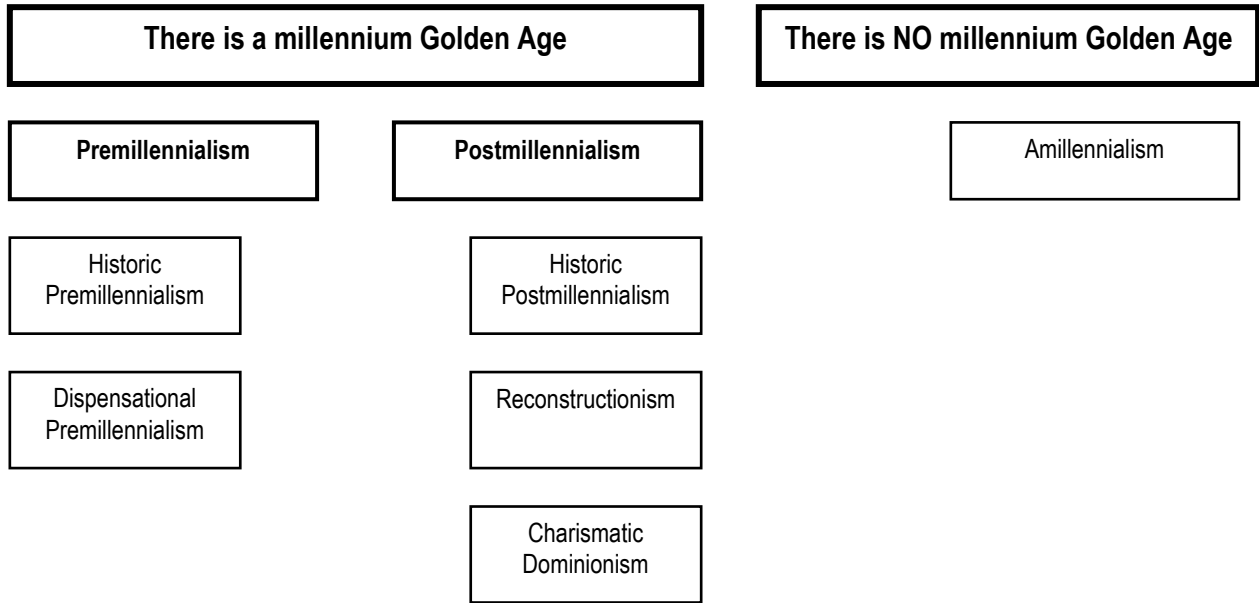 There is a millennium Golden Age
There is NO millennium Golden Age
Premillennialism
Postmillennialism
Amillennialism
Historic
Premillennialism
Historic
Postmillennialism
Dispensational
Premillennialism
Reconstructionism
Charismatic
Dominionism